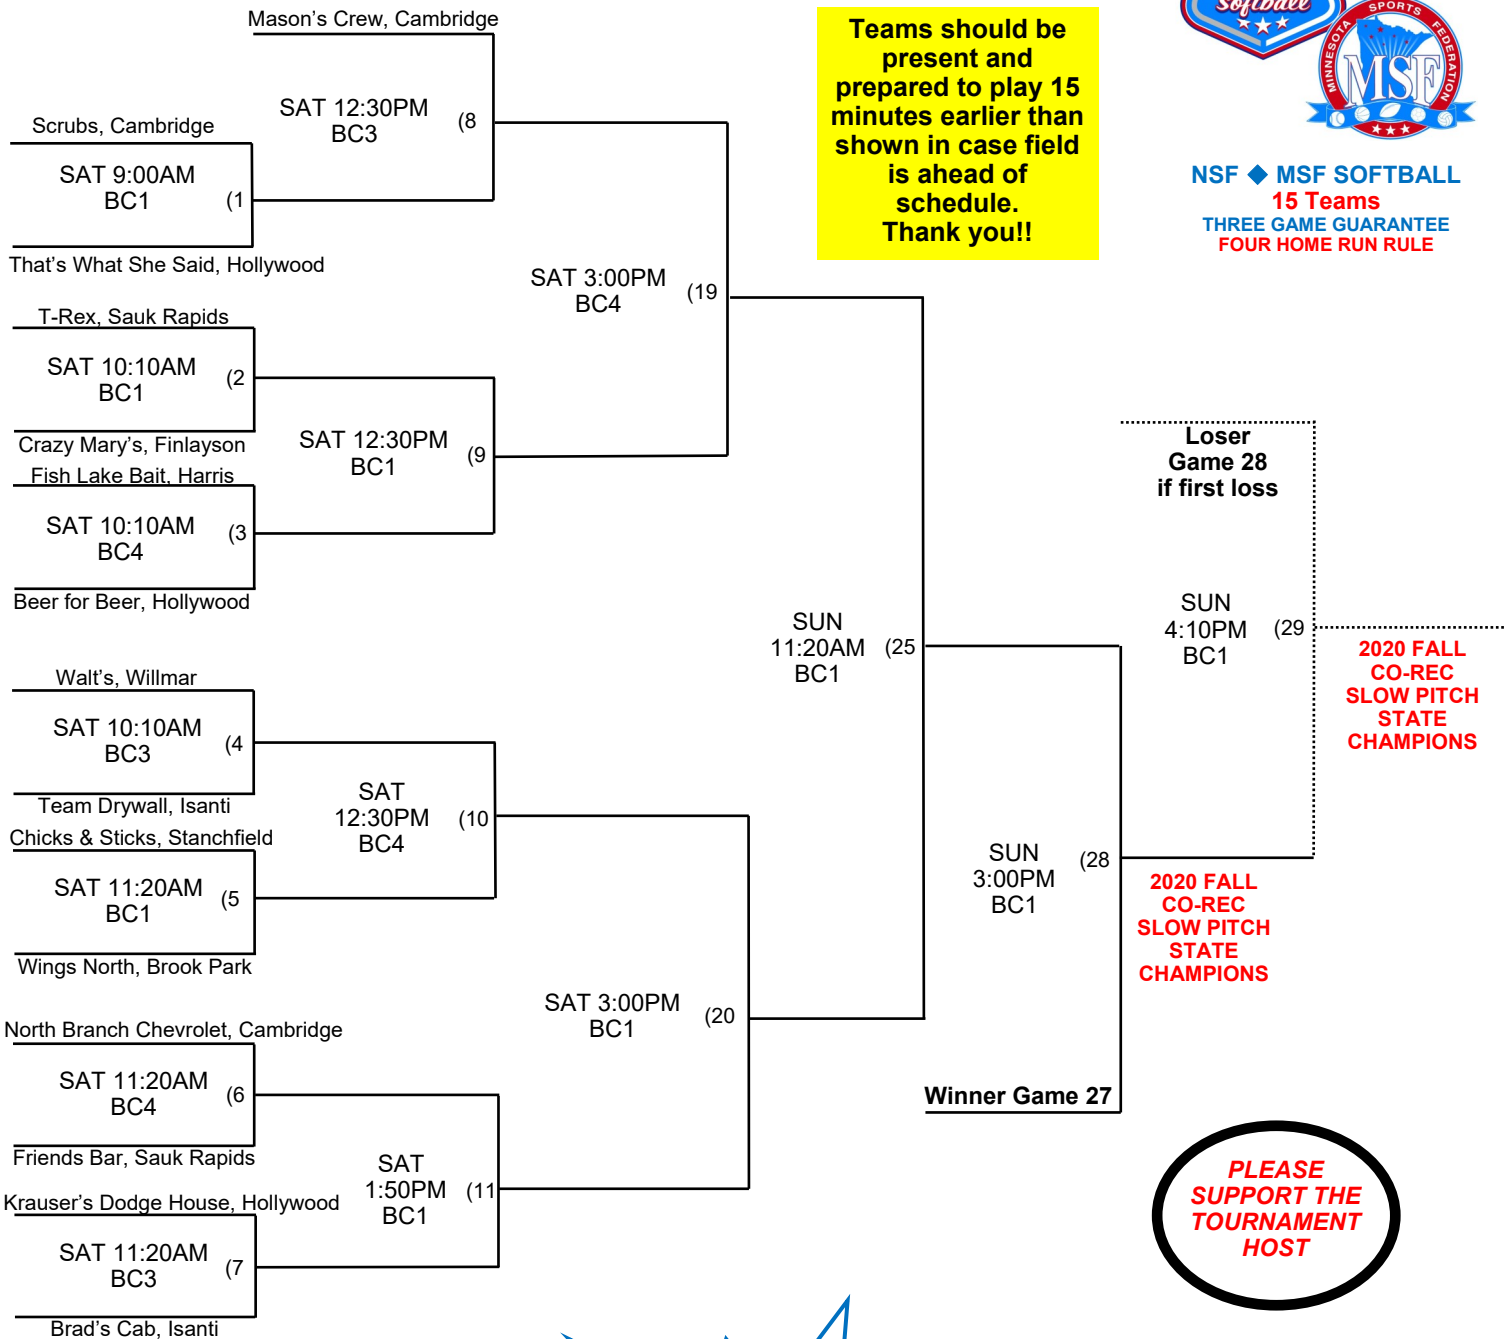 Mason's Crew, Cambridge
SAT 12:30PM
BC3
(8
Scrubs, Cambridge
SAT 9:00AM
BC1
(1
That's What She Said, Hollywood
T-Rex, Sauk Rapids
SAT 10:10AM
BC1
(2
Crazy Mary's, Finlayson
SAT 12:30PM
BC1
(9
Fish Lake Bait, Harris
SAT 10:10AM
BC4
(3
Beer for Beer, Hollywood
SAT 3:00PM
BC4
(19
Walt's, Willmar
SAT 10:10AM
BC3
(4
Team Drywall, Isanti
SAT
12:30PM
BC4
(10
Chicks & Sticks, Stanchfield
SAT 11:20AM
BC1
(5
Wings North, Brook Park
SAT 3:00PM
BC1
(20
North Branch Chevrolet, Cambridge
SAT 11:20AM
BC4
(6
Friends Bar, Sauk Rapids
SAT
1:50PM
BC1
(11
Krauser's Dodge House, Hollywood
SAT 11:20AM
BC3
(7
Brad's Cab, Isanti
SUN
11:20AM
BC1
(25
SUN
3:00PM
BC1
(28
Winner Game 27
2020 FALL
CO-REC
SLOW PITCH
STATE
CHAMPIONS
Loser
Game 28
if first loss
SUN
4:10PM
BC1
(29
2020 FALL
CO-REC
SLOW PITCH
STATE
CHAMPIONS
Teams should be
present and
prepared to play 15
minutes earlier than
shown in case field
is ahead of
schedule.
Thank you!!
Softball
MINNESOTA SPORTS FEDERATION
MSF
NSF ◆ MSF SOFTBALL
15 Teams
THREE GAME GUARANTEE
FOUR HOME RUN RULE
PLEASE
SUPPORT THE
TOURNAMENT
HOST